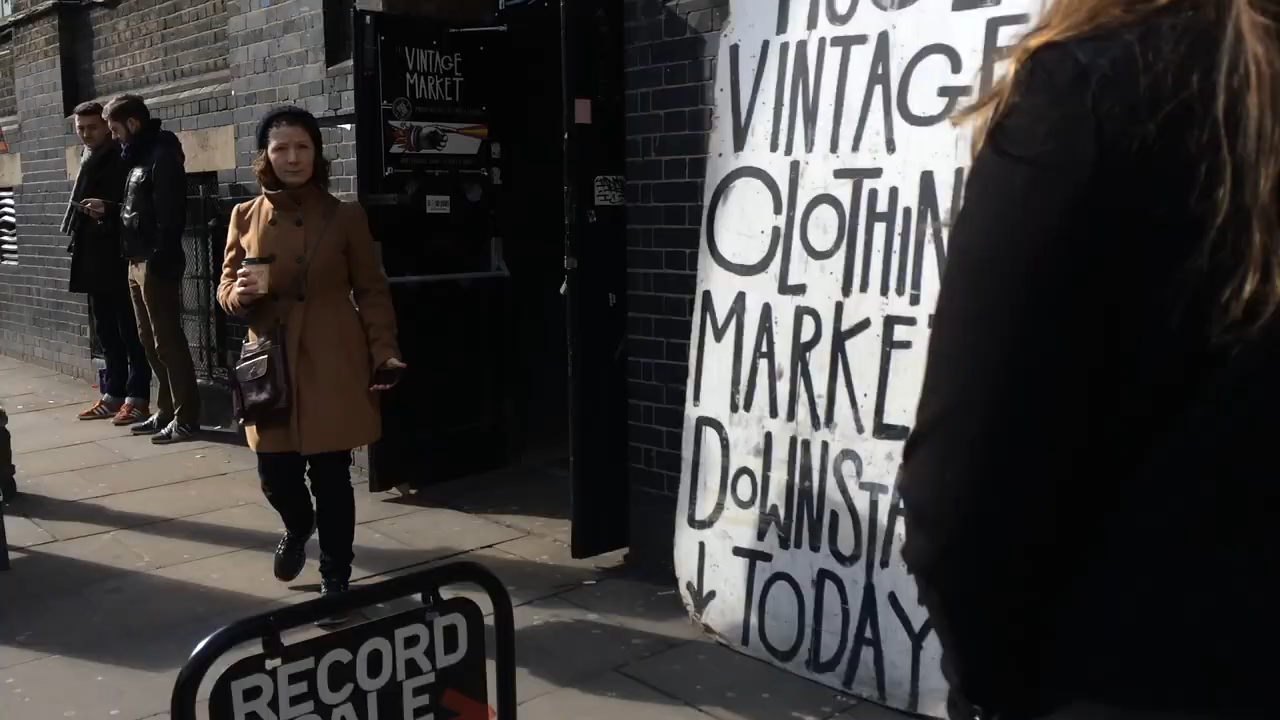 VINTAGE
MARKET
VINTAGE
CLOTHIN
MARKE
DOWNSTA
↓ TODAY
RECORD